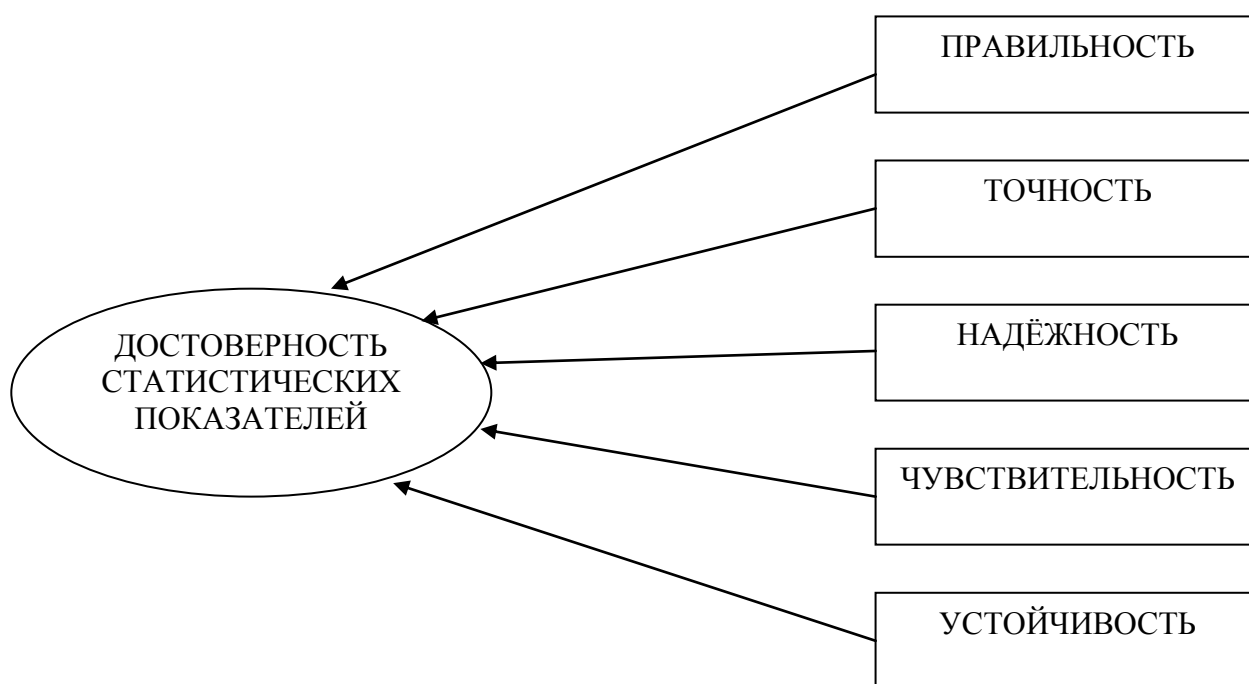 ПРАВИЛЬНОСТЬ
ТОЧНОСТЬ
НАДЁЖНОСТЬ
ДОСТОВЕРНОСТЬ
СТАТИСТИЧЕСКИХ
ПОКАЗАТЕЛЕЙ
ЧУВСТВИТЕЛЬНОСТЬ
УСТОЙЧИВОСТЬ